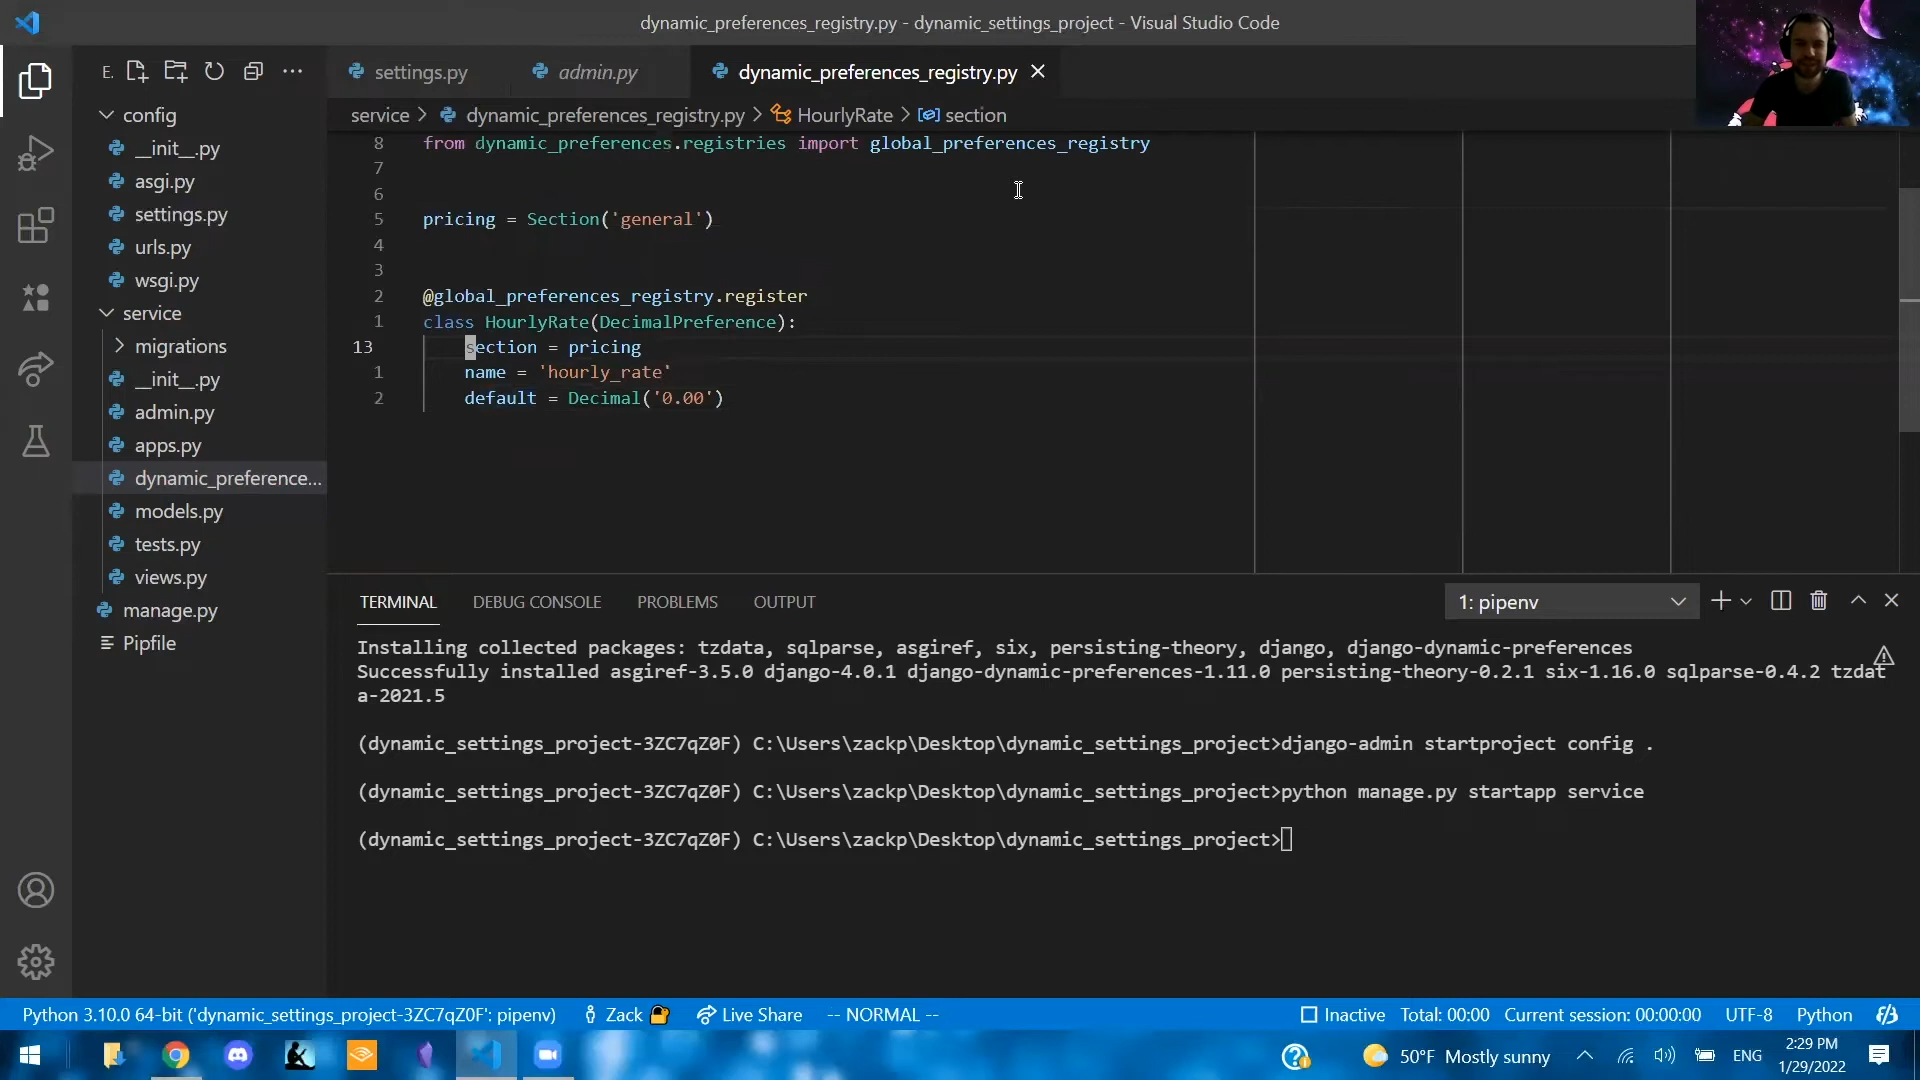 dynamic_preferences_registry.py - dynamic_settings_project - Visual Studio Code
E.
settings.py
admin.py
dynamic_preferences_registry.py
service > dynamic_preferences_registry.py > HourlyRate > section
config
__init__.py
asgi.py
settings.py
urls.py
wsgi.py
service
migrations
__init__.py
admin.py
apps.py
dynamic_preference...
models.py
tests.py
views.py
manage.py
Pipfile
8 from dynamic_preferences.registries import global_preferences_registry
7
6
5 pricing = Section('general')
4
3
2 @global_preferences_registry.register
1 class HourlyRate(DecimalPreference):
13 section = pricing
1 name = 'hourly_rate'
2 default = Decimal('0.00')
TERMINAL DEBUG CONSOLE PROBLEMS OUTPUT
1: pipenv
Installing collected packages: tzdata, sqlparse, asgiref, six, persisting-theory, django, django-dynamic-preferences
Successfully installed asgiref-3.5.0 django-4.0.1 django-dynamic-preferences-1.11.0 persisting-theory-0.2.1 six-1.16.0 sqlparse-0.4.2 tzdat
a-2021.5
(dynamic_settings_project-3ZC7qZ0F) C:\Users\zackp\Desktop\dynamic_settings_project>django-admin startproject config .
(dynamic_settings_project-3ZC7qZ0F) C:\Users\zackp\Desktop\dynamic_settings_project>python manage.py startapp service
(dynamic_settings_project-3ZC7qZ0F) C:\Users\zackp\Desktop\dynamic_settings_project>
Python 3.10.0 64-bit ('dynamic_settings_project-3ZC7qZ0F': pipenv) Zack Live Share -- NORMAL -- Inactive Total: 00:00 Current session: 00:00:00 UTF-8 Python
50°F Mostly sunny ENG
2:29 PM
1/29/2022